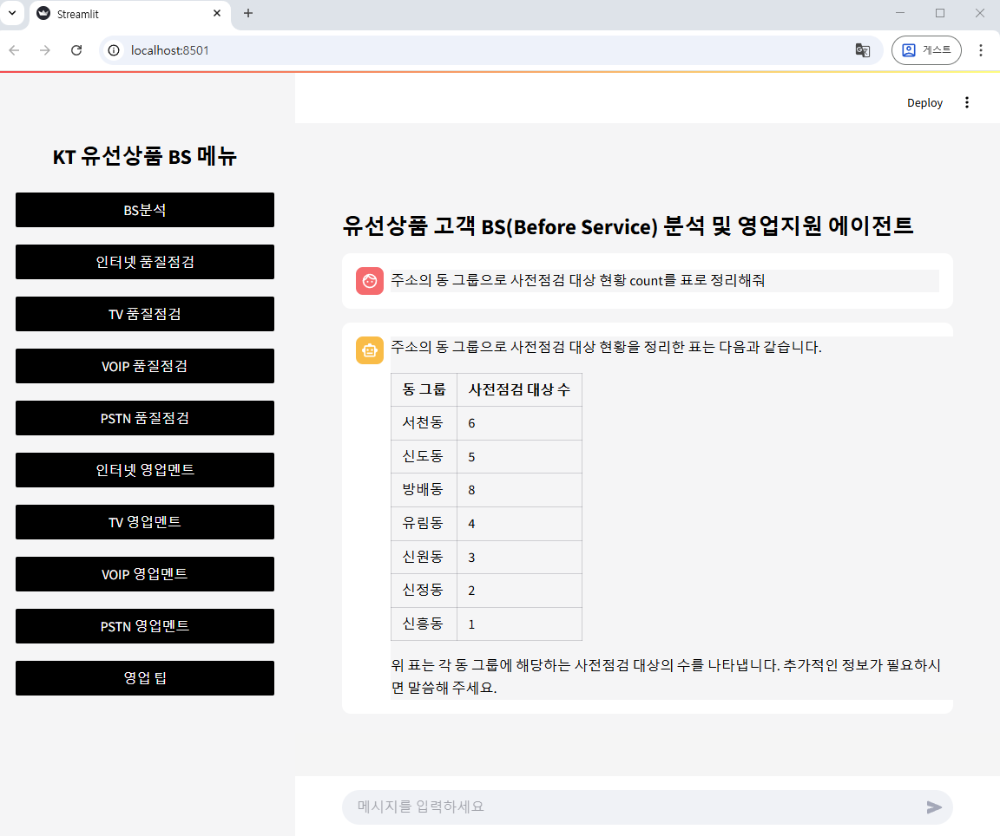 Streamlit
localhost:8501
게스트
Deploy
KT 유선상품 BS 메뉴
BS분석
인터넷 품질점검
TV 품질점검
VOIP 품질점검
PSTN 품질점검
인터넷 영업멘트
TV 영업멘트
VOIP 영업멘트
PSTN 영업멘트
영업 팁
유선상품 고객 BS(Before Service) 분석 및 영업지원 에이전트
주소의 동 그룹으로 사전점검 대상 현황 count를 표로 정리해줘
주소의 동 그룹으로 사전점검 대상 현황을 정리한 표는 다음과 같습니다.
동 그룹 사전점검 대상 수
서천동 6
신도동 5
방배동 8
유림동 4
신원동 3
신정동 2
신흥동 1
위 표는 각 동 그룹에 해당하는 사전점검 대상의 수를 나타냅니다. 추가적인 정보가 필요하시
면 말씀해 주세요.
메시지를 입력하세요